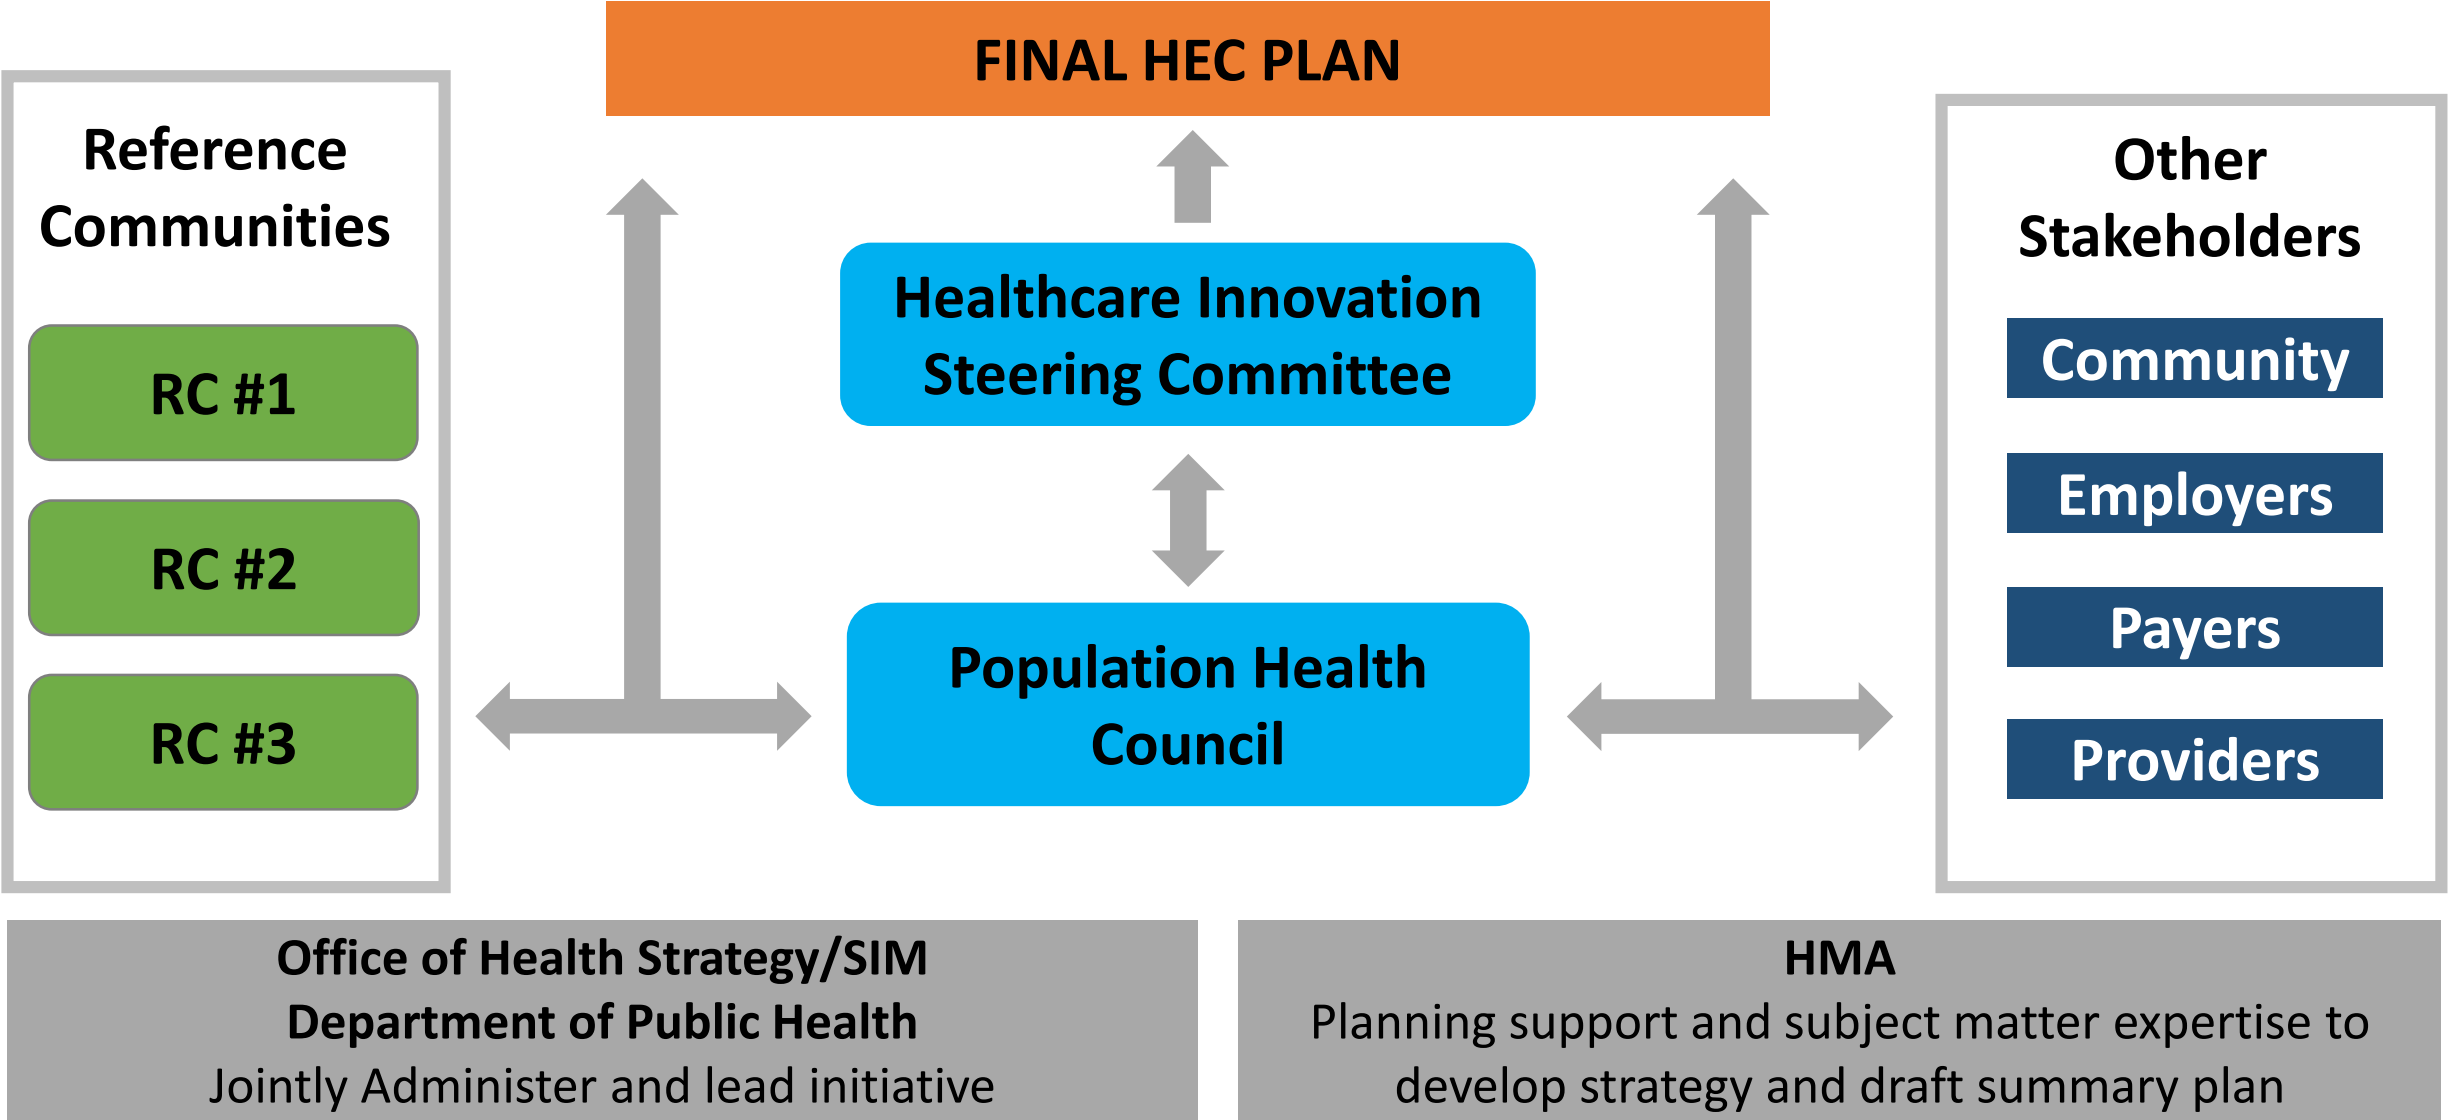 FINAL HEC PLAN
Reference
Communities
RC #1
RC #2
RC #3
Healthcare Innovation
Steering Committee
Population Health
Council
Other
Stakeholders
Community
Employers
Payers
Providers
Office of Health Strategy/SIM
Department of Public Health
Jointly Administer and lead initiative
HMA
Planning support and subject matter expertise to
develop strategy and draft summary plan